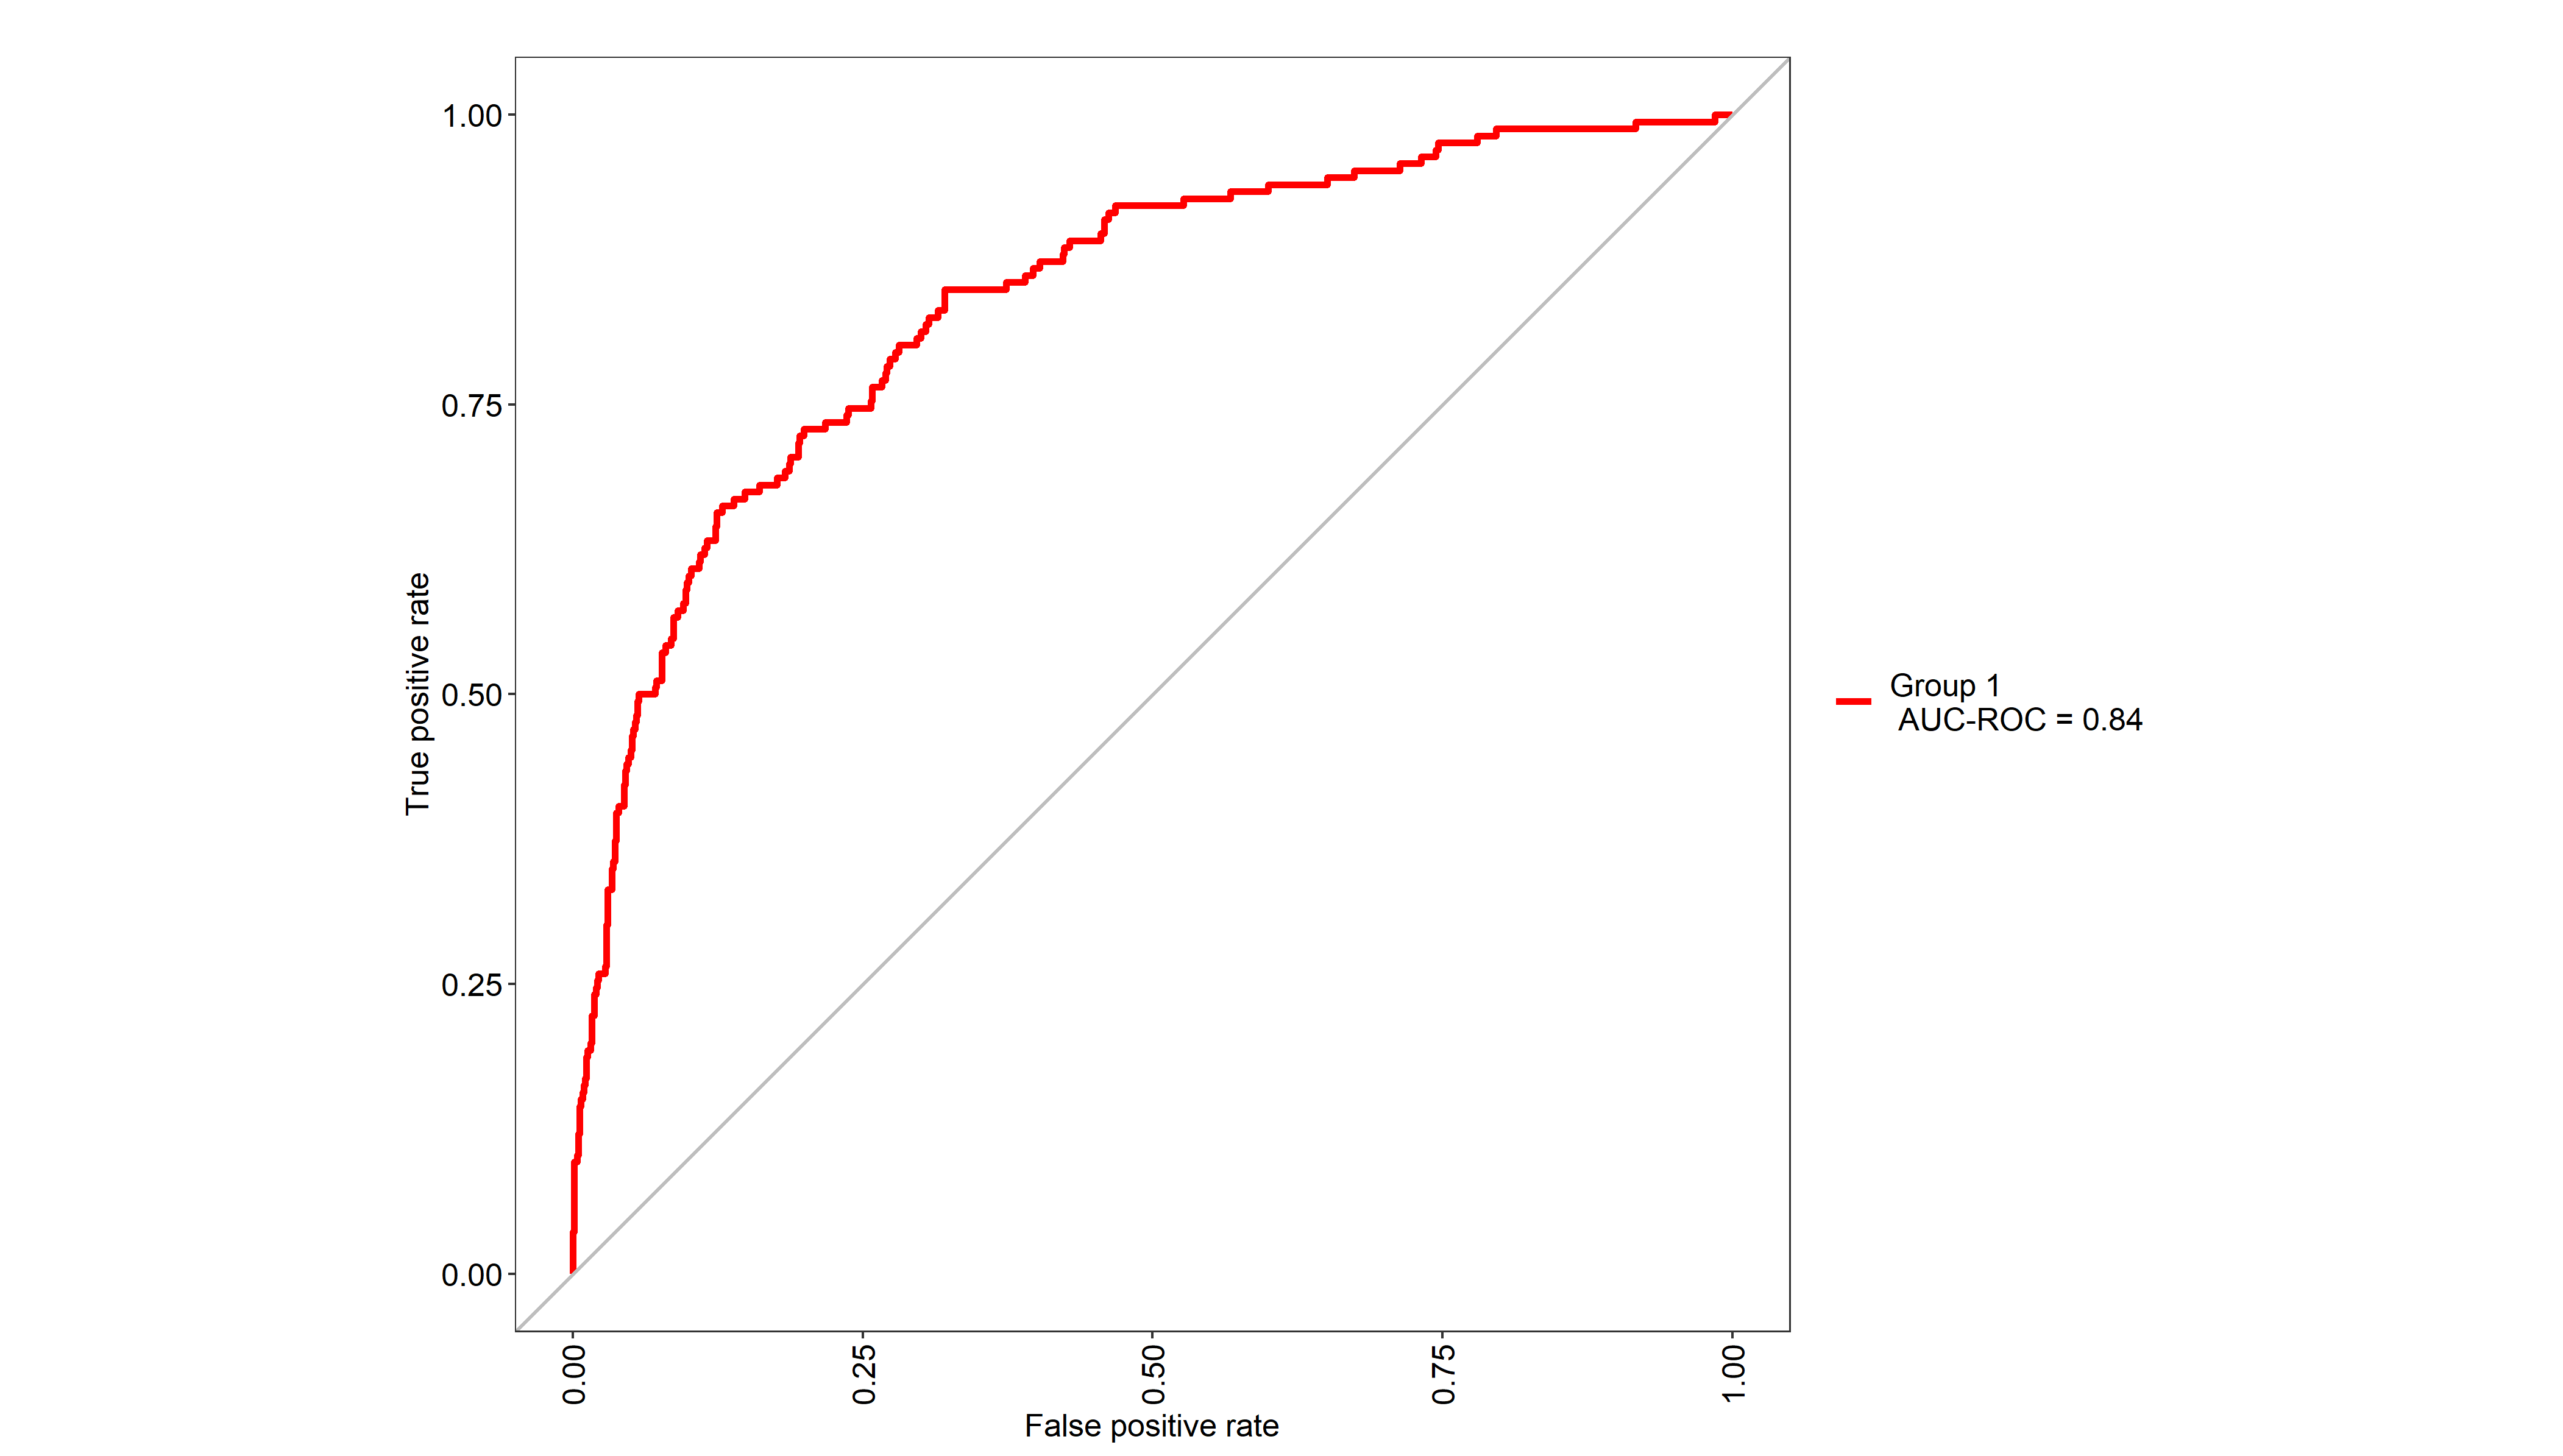 1.00
0.75
0.50
0.25
0.00
True positive rate
0.00
0.25
0.50
0.75
1.00
False positive rate
Group 1
AUC-ROC = 0.84